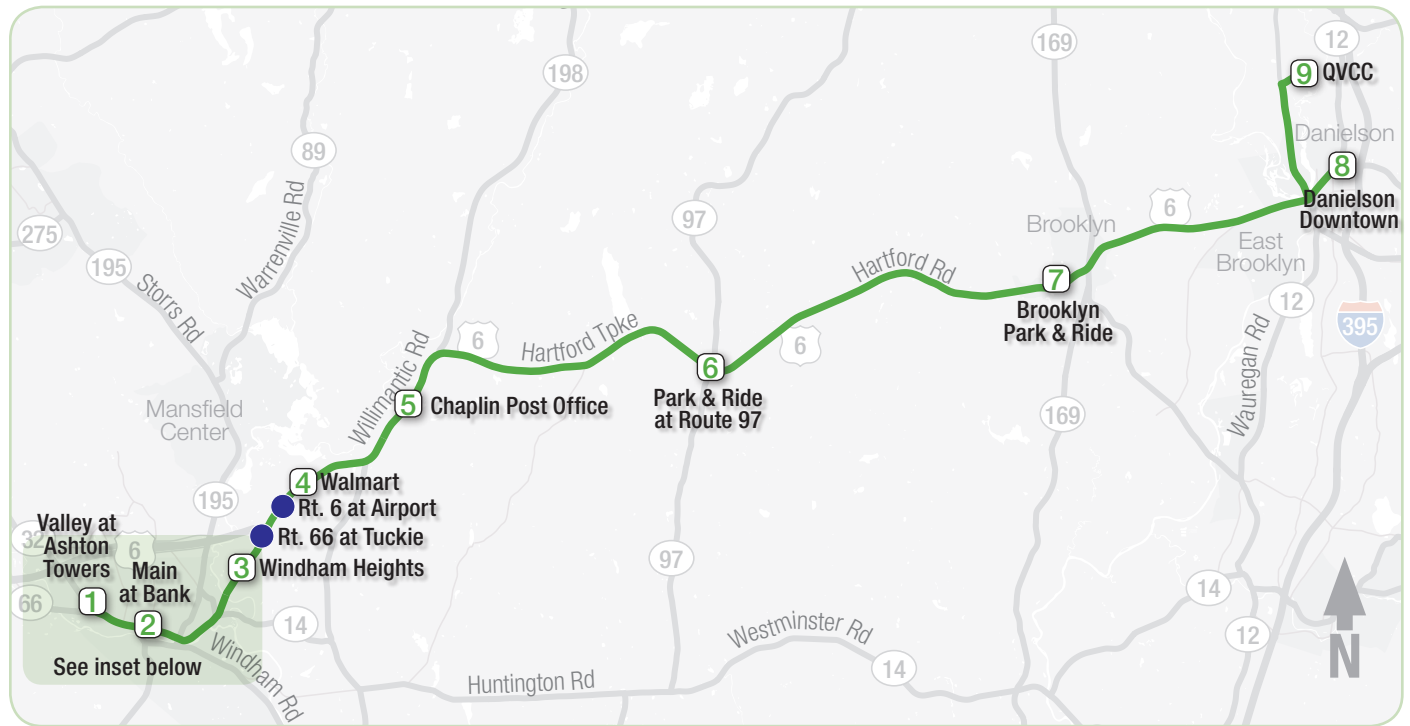 12
169
198
9 QVCC
89
Danielson
8
Danielson
Downtown
Warrenville Rd
97
6
Brooklyn
275
East
Brooklyn
195
Storrs Rd
Hartford Rd
7
Brooklyn
Park & Ride
12
395
Willimantic Rd
6
Hartford Tpke
6
6
Park & Ride
at Route 97
Wauregan Rd
5 Chaplin Post Office
Mansfield
Center
169
195
4 Walmart
Rt. 6 at Airport
Rt. 66 at Tuckie
Valley at
Ashton
Towers
32
6
Main
at Bank
3 Windham Heights
97
66
1
2
14
14
12
N
See inset below
Windham Rd
Westminster Rd
14
Huntington Rd